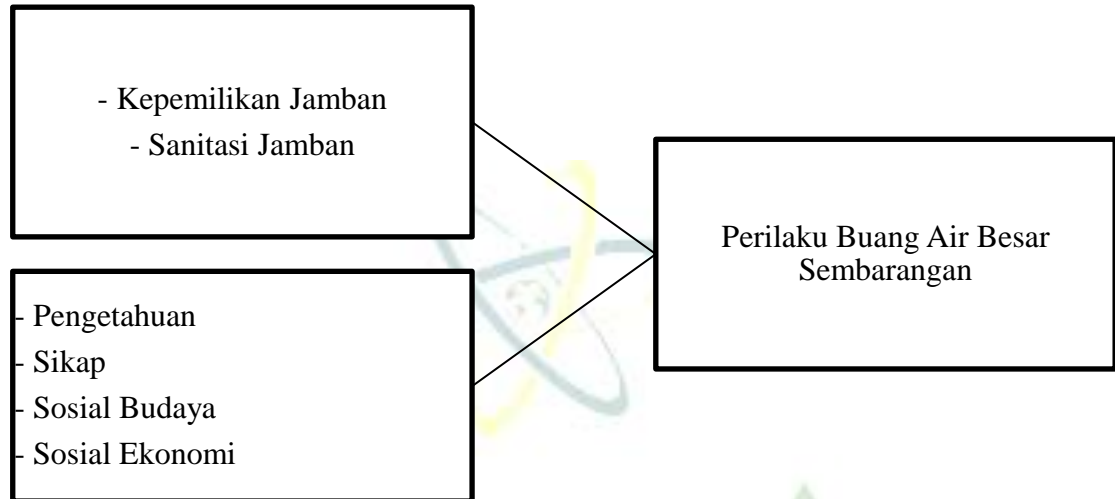 - Kepemilikan Jamban
- Sanitasi Jamban
- Pengetahuan
- Sikap
- Sosial Budaya
- Sosial Ekonomi
Perilaku Buang Air Besar
Sembarangan